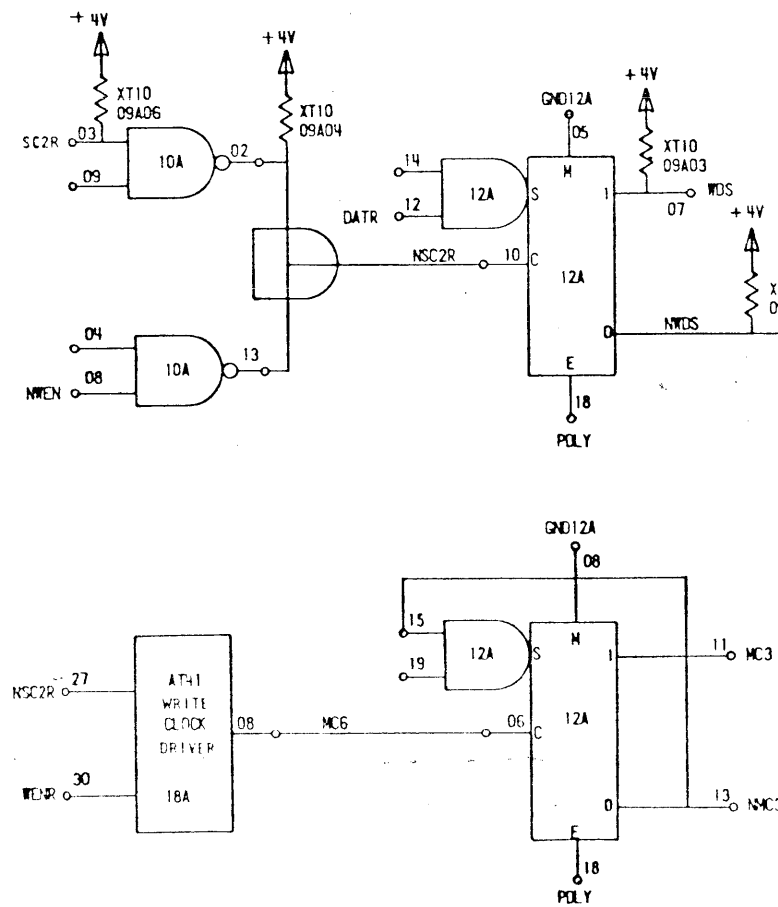 + 4V
+ 4V
XT10
09A06
XT10
09A04
SC2R
03
09
10A
02
04
NWEN
08
10A
13
GND12A
05
14
12
DATR
12A
M
S
1
NSC2R
10
C
12A
0
E
18
PDLY
+ 4V
XT10
09A03
WDS
07
+ 4V
NWDS
GND12A
08
15
19
12A
M
S
1
11
MC3
NSC2R
27
AT41
WRITE
CLOCK
DRIVER
18A
WENR
30
08
MC6
06
C
12A
0
13
E
18
PDLY